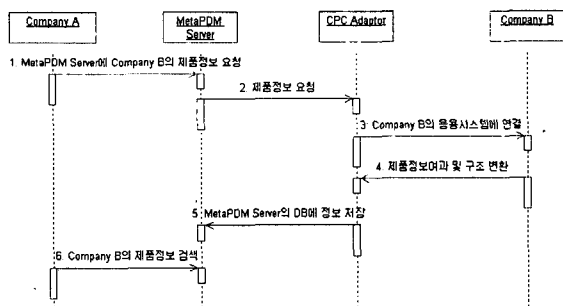 Company A
MetaPDM
Server
CPC Adaptor
Company B
1. MetaPDM Server에 Company B의 제품정보 요청
2. 제품정보 요청
3. Company B의 응용시스템에 연결
4. 제품정보여과 및 구조 변환
5. MetaPDM Server의 DB에 정보 저장
6. Company B의 제품정보 검색